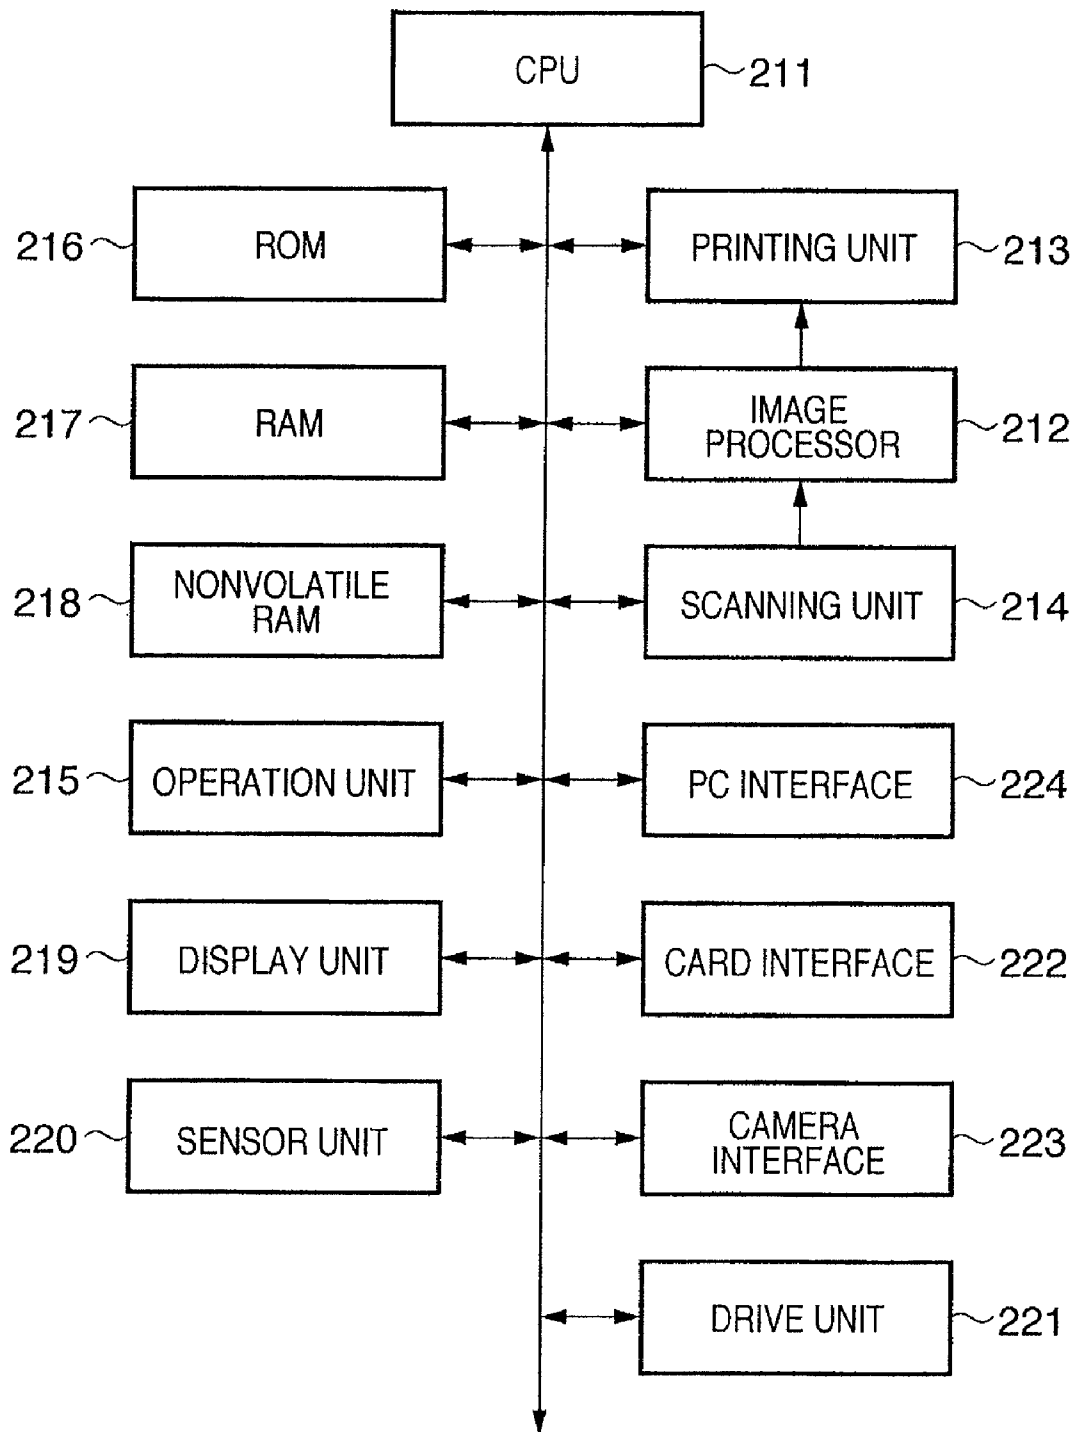 CPU
211
216
ROM
PRINTING UNIT
213
217
RAM
IMAGE
PROCESSOR
212
218
NONVOLATILE
RAM
SCANNING UNIT
214
215
OPERATION UNIT
PC INTERFACE
224
219
DISPLAY UNIT
CARD INTERFACE
222
220
SENSOR UNIT
CAMERA
INTERFACE
223
DRIVE UNIT
221